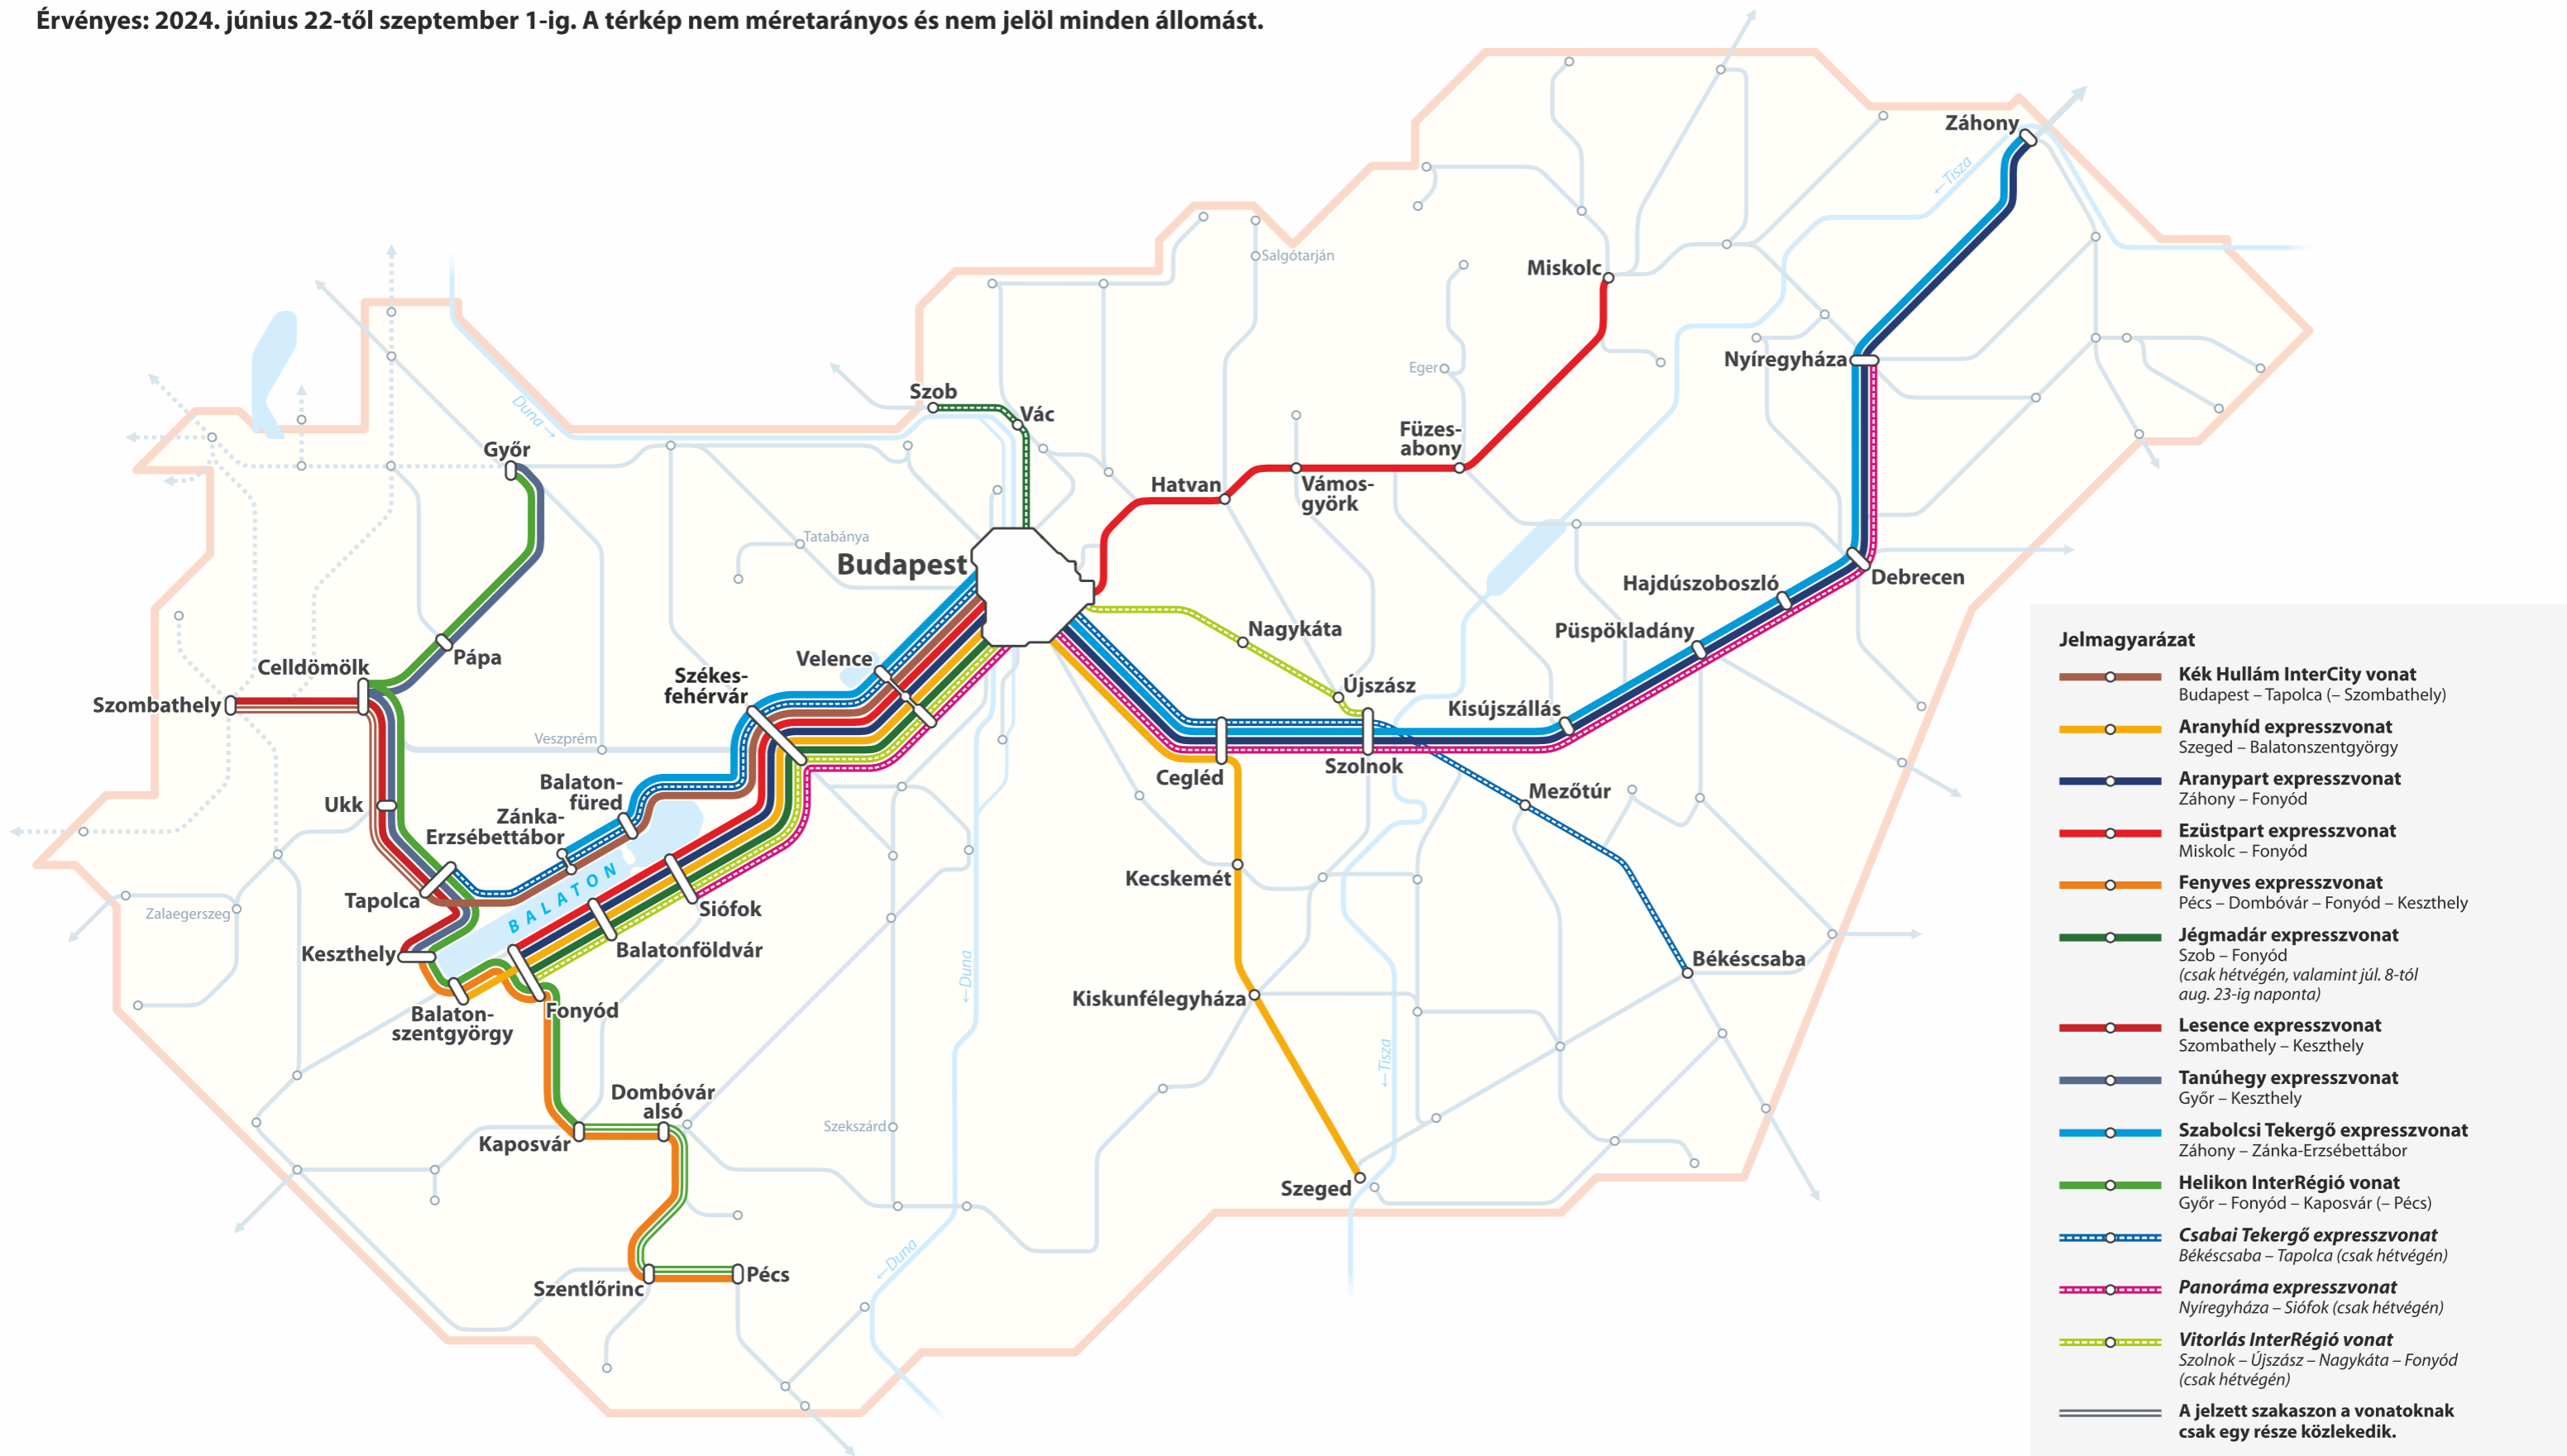 Érvényes: 2024. június 22-től szeptember 1-ig. A térkép nem méretarányos és nem jelöl minden állomást.
Záhony
←Tisza
Salgótarján
Miskolc
Nyíregyháza
Eger
Szob
Vác
Duna→
Győr
Füzes-
abony
Hatvan
Vámos-
györk
Tatabánya
Budapest
Debrecen
Hajdúszoboszló
Püspökladány
Nagykáta
Pápa
Velence
Celldömölk
Székes-
fehérvár
Újszász
Szombathely
Kisújszállás
Veszprém
Cegléd
Szolnok
Balaton-
füred
Mezőtúr
Ukk
Zánka-
Erzsébettábor
Kecskemét
Tapolca
BALATON
Siófok
Zalaegerszeg
Balatonföldvár
Keszthely
Békéscsaba
←Duna
Kiskunfélegyháza
Balaton-
szentgyörgy
Fonyód
←Tisza
Dombóvár
alsó
Kaposvár
Szekszárd
Szeged
←Duna
Szentlőrinc
Pécs
Jelmagyarázat
Kék Hullám InterCity vonat
Budapest – Tapolca (– Szombathely)
Aranyhíd expresszvonat
Szeged – Balatonszentgyörgy
Aranypart expresszvonat
Záhony – Fonyód
Ezüstpart expresszvonat
Miskolc – Fonyód
Fenyves expresszvonat
Pécs – Dombóvár – Fonyód – Keszthely
Jégmadár expresszvonat
Szob – Fonyód
(csak hétvégén, valamint júl. 8-tól
aug. 23-ig naponta)
Lesence expresszvonat
Szombathely – Keszthely
Tanúhegy expresszvonat
Győr – Keszthely
Szabolcsi Tekergő expresszvonat
Záhony – Zánka-Erzsébettábor
Helikon InterRégió vonat
Győr – Fonyód – Kaposvár (– Pécs)
Csabai Tekergő expresszvonat
Békéscsaba – Tapolca (csak hétvégén)
Panoráma expresszvonat
Nyíregyháza – Siófok (csak hétvégén)
Vitorlás InterRégió vonat
Szolnok – Újszász – Nagykáta – Fonyód
(csak hétvégén)
A jelzett szakaszon a vonatoknak
csak egy része közlekedik.